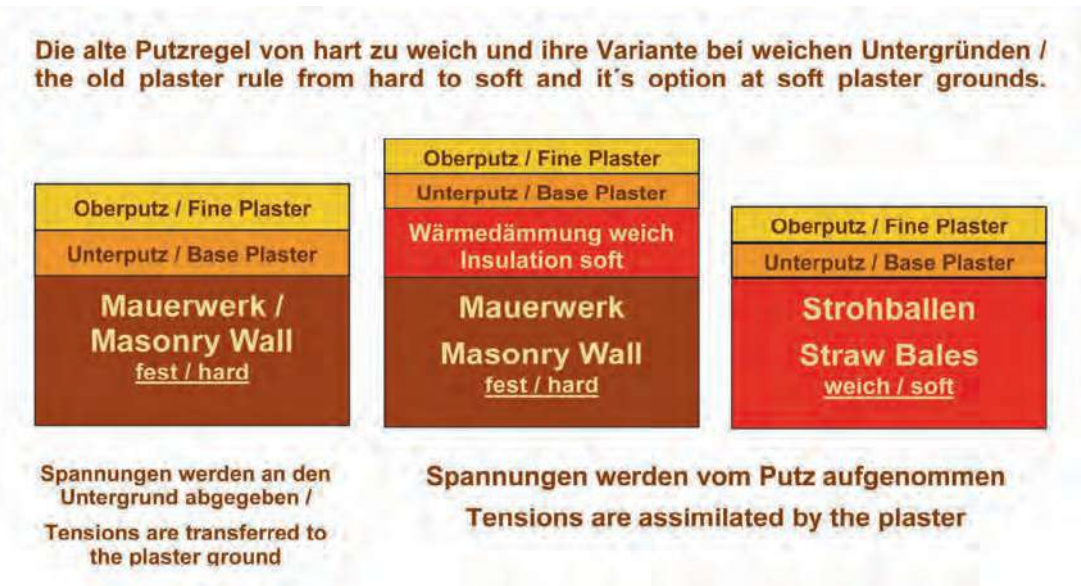 Die alte Putzregel von hart zu weich und ihre Variante bei weichen Untergründen /
the old plaster rule from hard to soft and it´s option at soft plaster grounds.
Oberputz / Fine Plaster
Unterputz / Base Plaster
Mauerwerk /
Masonry Wall
fest / hard
Spannungen werden an den
Untergrund abgegeben /
Tensions are transferred to
the plaster ground
Oberputz / Fine Plaster
Unterputz / Base Plaster
Wärmedämmung weich
Insulation soft
Mauerwerk
Masonry Wall
fest / hard
Oberputz / Fine Plaster
Unterputz / Base Plaster
Strohballen
Straw Bales
weich / soft
Spannungen werden vom Putz aufgenommen
Tensions are assimilated by the plaster